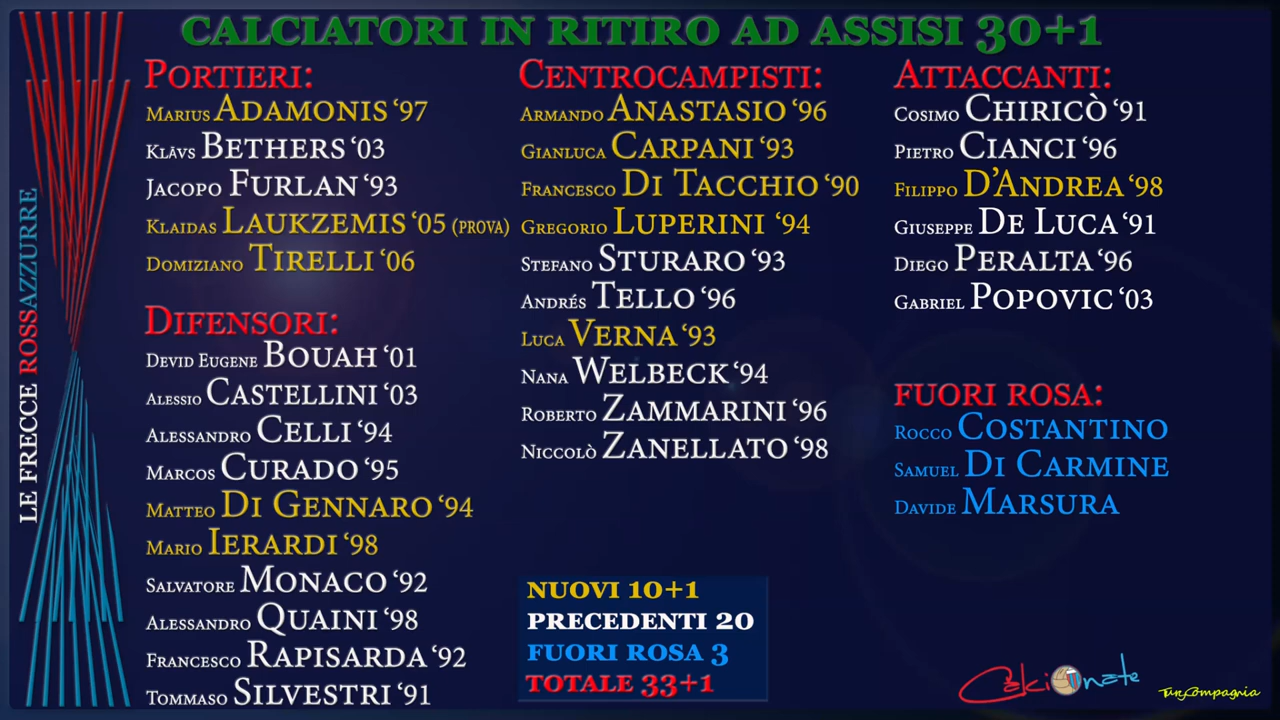 CALCIATORI IN RITIRO AD ASSISI 30+1
LE FRECCE ROSSAZZURRE
PORTIERI:
MARIUS ADAMONIS ‘97
KLĀVS BETHERS ‘03
JACOPO FURLAN ‘93
KLAIDAS LAUKZEMIS ‘05 (PROVA)
DOMIZIANO TIRELLI ‘06
DIFENSORI:
DEVID EUGENE BOUAH ‘01
ALESSIO CASTELLINI ‘03
ALESSANDRO CELLI ‘94
MARCOS CURADO ‘95
MATTEO DI GENNARO ‘94
MARIO IERARDI ‘98
SALVATORE MONACO ‘92
ALESSANDRO QUAINI ‘98
FRANCESCO RAPISARDA ‘92
TOMMASO SILVESTRI ‘91
CENTROCAMPISTI:
ARMANDO ANASTASIO ‘96
GIANLUCA CARPANI ‘93
FRANCESCO DI TACCHIO ‘90
GREGORIO LUPERINI ‘94
STEFANO STURARO ‘93
ANDRÉS TELLO ‘96
LUCA VERNA ‘93
NANA WELBECK ‘94
ROBERTO ZAMMARINI ‘96
NICCOLÒ ZANELLATO ‘98
NUOVI 10+1
PRECEDENTI 20
FUORI ROSA 3
TOTALE 33+1
ATTACCANTI:
COSIMO CHIRICÒ ‘91
PIETRO CIANCI ‘96
FILIPPO D’ANDREA ‘98
GIUSEPPE DE LUCA ‘91
DIEGO PERALTA ‘96
GABRIEL POPOVIC ‘03
FUORI ROSA:
ROCCO COSTANTINO
SAMUEL DI CARMINE
DAVIDE MARSURA
Calcionate
TuttiCompagnia